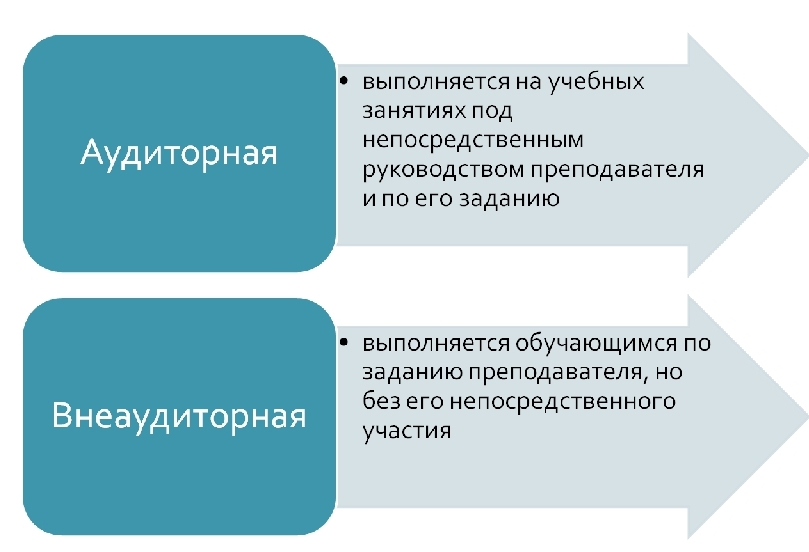 Аудиторная
• выполняется на учебных
занятиях под
непосредственным
руководством преподавателя
и по его заданию
Внеаудиторная
• выполняется обучающимся по
заданию преподавателя, но
без его непосредственного
участия